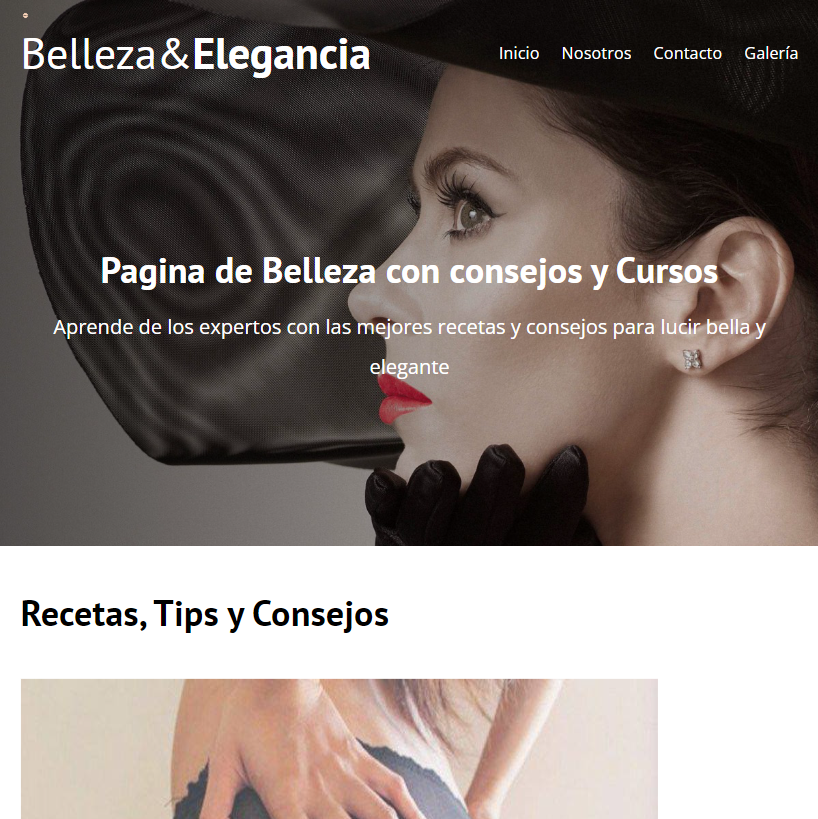 Belleza&Elegancia
Inicio Nosotros Contacto Galería
Pagina de Belleza con consejos y Cursos
Aprende de los expertos con las mejores recetas y consejos para lucir bella y
elegante
Recetas, Tips y Consejos